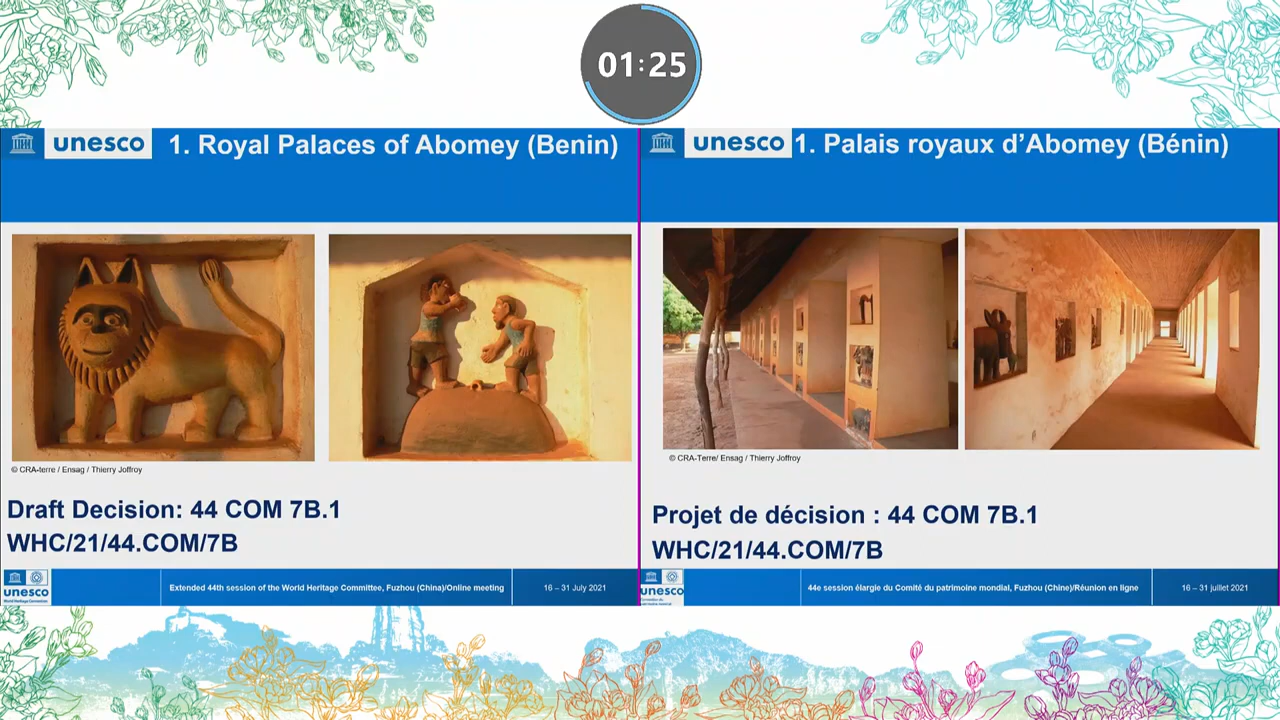 01:25
unesco
1. Royal Palaces of Abomey (Benin)
© CRA-terre / Ensag / Thierry Joffroy
Draft Decision: 44 COM 7B.1
WHC/21/44.COM/7B
unesco
World Heritage Convention
Extended 44th session of the World Heritage Committee, Fuzhou (China)/Online meeting
16 – 31 July 2021
unesco
1. Palais royaux d’Abomey (Bénin)
© CRA-Terre/ Ensag / Thierry Joffroy
Projet de décision : 44 COM 7B.1
WHC/21/44.COM/7B
unesco
44e session élargie du Comité du patrimoine mondial, Fuzhou (Chine)/Réunion en ligne
16 – 31 juillet 2021